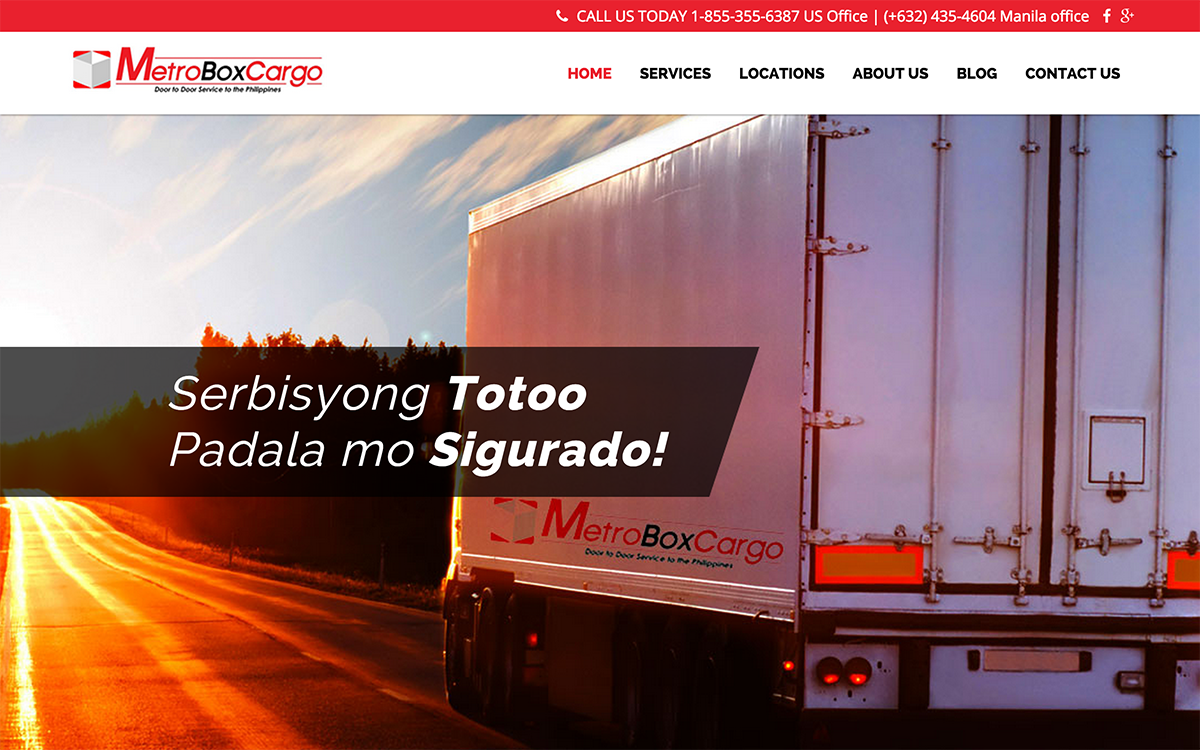 CALL US TODAY 1-855-355-6387 US Office | (+632) 435-4604 Manila office
MetroBoxCargo
Door to Door Service to the Philippines
HOME SERVICES LOCATIONS ABOUT US BLOG CONTACT US
Serbisyong Totoo
Padala mo Sigurado!
MetroBoxCargo
Door to Door Service to the Philippines